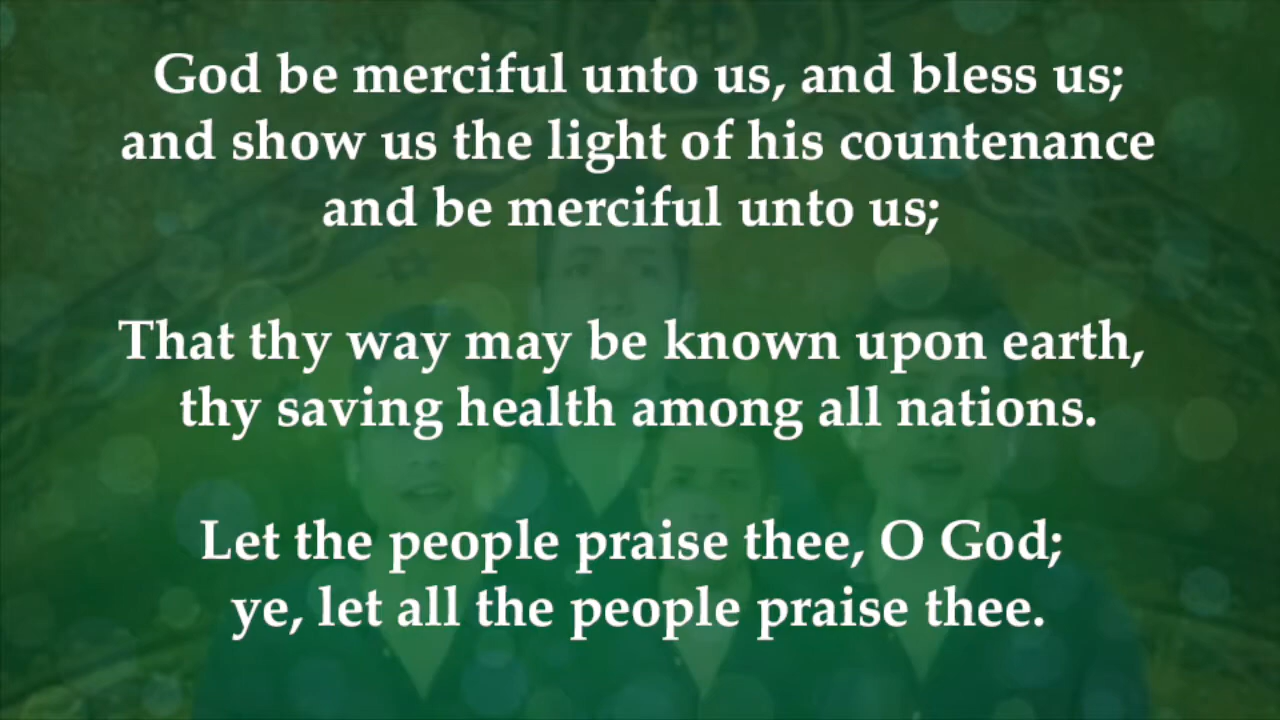 God be merciful unto us, and bless us;
and show us the light of his countenance
and be merciful unto us;
That thy way may be known upon earth,
thy saving health among all nations.
Let the people praise thee, O God;
ye, let all the people praise thee.